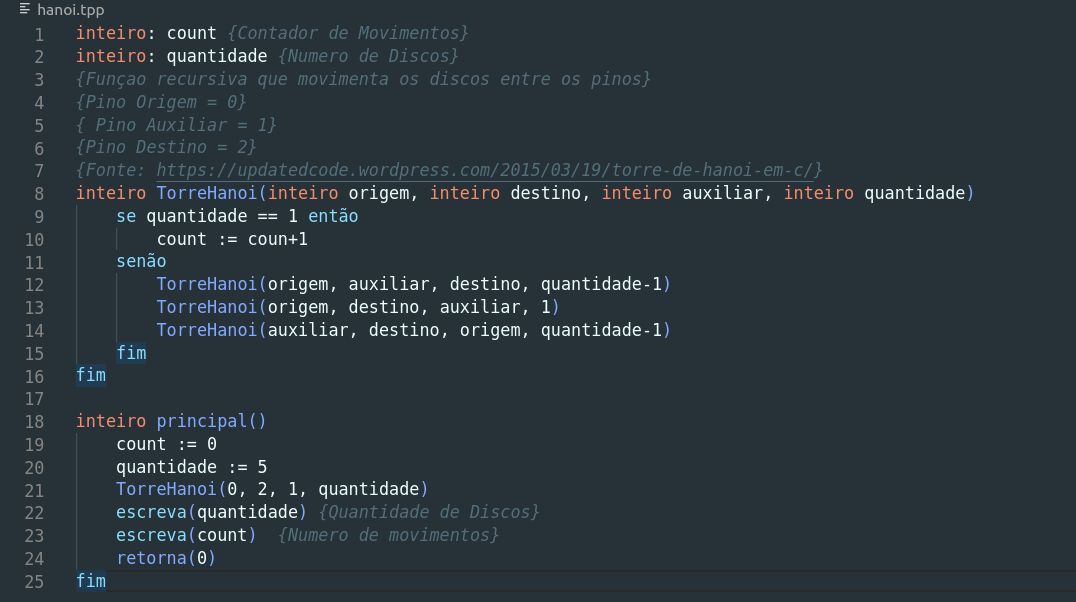 hanoi.tpp
1 inteiro: count {Contador de Movimentos}
2 inteiro: quantidade {Numero de Discos}
3 {Funçao recursiva que movimenta os discos entre os pinos}
4 {Pino Origem = 0}
5 { Pino Auxiliar = 1}
6 {Pino Destino = 2}
7 {Fonte: https://updatedcode.wordpress.com/2015/03/19/torre-de-hanoi-em-c/}
8 inteiro TorreHanoi(inteiro origem, inteiro destino, inteiro auxiliar, inteiro quantidade)
9     se quantidade == 1 então
10         count := coun+1
11     senão
12         TorreHanoi(origem, auxiliar, destino, quantidade-1)
13         TorreHanoi(origem, destino, auxiliar, 1)
14         TorreHanoi(auxiliar, destino, origem, quantidade-1)
15     fim
16 fim
17
18 inteiro principal()
19     count := 0
20     quantidade := 5
21     TorreHanoi(0, 2, 1, quantidade)
22     escreva(quantidade) {Quantidade de Discos}
23     escreva(count)  {Numero de movimentos}
24     retorna(0)
25 fim